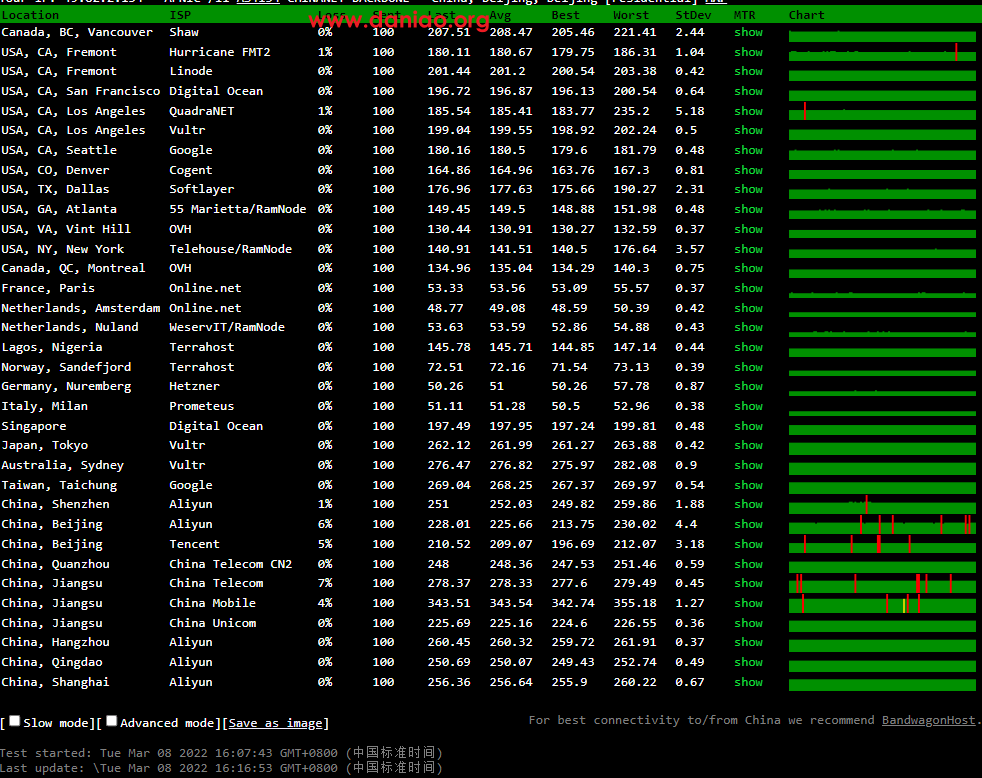 www.daniao.org
Location ISP Loss Sent Last Avg Best Worst StDev MTR Chart
Canada, BC, Vancouver Shaw 0% 100 207.51 208.47 205.46 221.41 2.44 show
USA, CA, Fremont Hurricane FMT2 1% 100 180.11 180.67 179.75 186.31 1.04 show
USA, CA, Fremont Linode 0% 100 201.44 201.2 200.54 203.38 0.42 show
USA, CA, San Francisco Digital Ocean 0% 100 196.72 196.87 196.13 200.54 0.64 show
USA, CA, Los Angeles QuadraNET 1% 100 185.54 185.41 183.77 235.2 5.18 show
USA, CA, Los Angeles Vultr 0% 100 199.04 199.55 198.92 202.24 0.5 show
USA, CA, Seattle Google 0% 100 180.16 180.5 179.6 181.79 0.48 show
USA, CO, Denver Cogent 0% 100 164.86 164.96 163.76 167.3 0.81 show
USA, TX, Dallas Softlayer 0% 100 176.96 177.63 175.66 190.27 2.31 show
USA, GA, Atlanta 55 Marietta/RamNode 0% 100 149.45 149.5 148.88 151.98 0.48 show
USA, VA, Vint Hill OVH 0% 100 130.44 130.91 130.27 132.59 0.37 show
USA, NY, New York Telehouse/RamNode 0% 100 140.91 141.51 140.5 176.64 3.57 show
Canada, QC, Montreal OVH 0% 100 134.96 135.04 134.29 140.3 0.75 show
France, Paris Online.net 0% 100 53.33 53.56 53.09 55.57 0.37 show
Netherlands, Amsterdam Online.net 0% 100 48.77 49.08 48.59 50.39 0.42 show
Netherlands, Nuland WeservIT/RamNode 0% 100 53.63 53.59 52.86 54.88 0.43 show
Lagos, Nigeria Terrahost 0% 100 145.78 145.71 144.85 147.14 0.44 show
Norway, Sandefjord Terrahost 0% 100 72.51 72.16 71.54 73.13 0.39 show
Germany, Nuremberg Hetzner 0% 100 50.26 51 50.26 57.78 0.87 show
Italy, Milan Prometeus 0% 100 51.11 51.28 50.5 52.96 0.38 show
Singapore Digital Ocean 0% 100 197.49 197.95 197.24 199.81 0.48 show
Japan, Tokyo Vultr 0% 100 262.12 261.99 261.27 263.88 0.42 show
Australia, Sydney Vultr 0% 100 276.47 276.82 275.97 282.08 0.9 show
Taiwan, Taichung Google 0% 100 269.04 268.25 267.37 269.97 0.54 show
China, Shenzhen Aliyun 1% 100 251 252.03 249.82 259.86 1.88 show
China, Beijing Aliyun 6% 100 228.01 225.66 213.75 230.02 4.4 show
China, Beijing Tencent 5% 100 210.52 209.07 196.69 212.07 3.18 show
China, Quanzhou China Telecom CN2 0% 100 248 248.36 247.53 251.46 0.59 show
China, Jiangsu China Telecom 7% 100 278.37 278.33 277.6 279.49 0.45 show
China, Jiangsu China Mobile 4% 100 343.51 343.54 342.74 355.18 1.27 show
China, Jiangsu China Unicom 0% 100 225.69 225.16 224.6 226.55 0.36 show
China, Hangzhou Aliyun 0% 100 260.45 260.32 259.72 261.91 0.37 show
China, Qingdao Aliyun 0% 100 250.69 250.07 249.43 252.74 0.49 show
China, Shanghai Aliyun 0% 100 256.36 256.64 255.9 260.22 0.67 show
[ Slow mode][ Advanced mode][Save as image] For best connectivity to/from China we recommend BandwagonHost.
Test started: Tue Mar 08 2022 16:07:43 GMT+0800 (中国标准时间)
Last update: \Tue Mar 08 2022 16:16:53 GMT+0800 (中国标准时间)